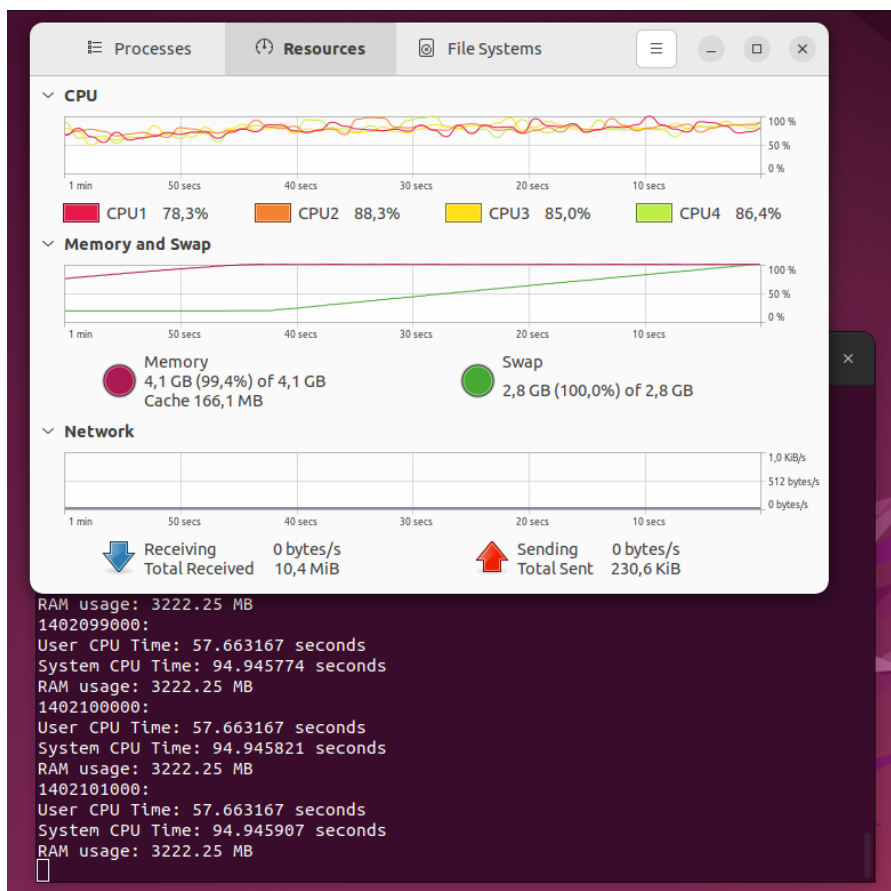 Processes Resources File Systems
CPU
100 %
50 %
0 %
1 min 50 secs 40 secs 30 secs 20 secs 10 secs
CPU1 78,3% CPU2 88,3% CPU3 85,0% CPU4 86,4%
Memory and Swap
100 %
50 %
0 %
1 min 50 secs 40 secs 30 secs 20 secs 10 secs
Memory
4,1 GB (99,4%) of 4,1 GB
Cache 166,1 MB
Swap
2,8 GB (100,0%) of 2,8 GB
Network
1,0 KiB/s
512 bytes/s
0 bytes/s
1 min 50 secs 40 secs 30 secs 20 secs 10 secs
Receiving 0 bytes/s
Total Received 10,4 MiB
Sending 0 bytes/s
Total Sent 230,6 KiB
RAM usage: 3222.25 MB
1402099000:
User CPU Time: 57.663167 seconds
System CPU Time: 94.945774 seconds
RAM usage: 3222.25 MB
1402100000:
User CPU Time: 57.663167 seconds
System CPU Time: 94.945821 seconds
RAM usage: 3222.25 MB
1402101000:
User CPU Time: 57.663167 seconds
System CPU Time: 94.945907 seconds
RAM usage: 3222.25 MB